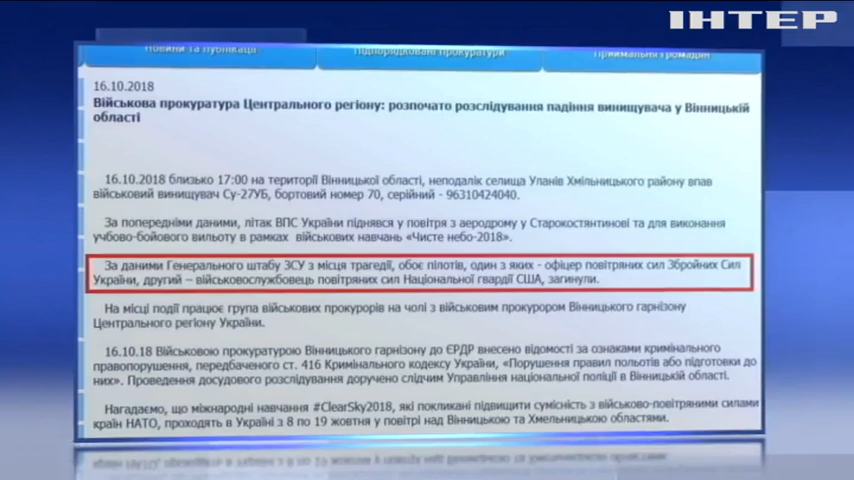 ІНТЕР
Новини та публікації Підпорядковані прокуратури Приймальня громадян
16.10.2018
Військова прокуратура Центрального регіону: розпочато розслідування падіння винищувача у Вінницькій
області
16.10.2018 близько 17:00 на території Вінницької області, неподалік селища Уланів Хмільницького району впав
військовий винищувач Су-27УБ, бортовий номер 70, серійний - 96310424040.
За попередніми даними, літак ВПС України піднявся у повітря з аеродрому у Старокостянтинові та для виконання
учбово-бойового вильоту в рамках військових навчань «Чисте небо-2018».
За даними Генерального штабу ЗСУ з місця трагедії, обоє пілотів, один з яких - офіцер повітряних сил Збройних Сил
України, другий – військовослужбовець повітряних сил Національної гвардії США, загинули.
На місці події працює група військових прокурорів на чолі з військовим прокурором Вінницького гарнізону
Центрального регіону України.
16.10.18 Військовою прокуратурою Вінницького гарнізону до ЄРДР внесено відомості за ознаками кримінального
правопорушення, передбаченого ст. 416 Кримінального кодексу України, «Порушення правил польотів або підготовки до
них». Проведення досудового розслідування доручено слідчим Управління національної поліції в Вінницькій області.
Нагадаємо, що міжнародні навчання #ClearSky2018, які покликані підвищити сумісність з військово-повітряними силами
країн НАТО, проходять в Україні з 8 по 19 жовтня у повітрі над Вінницькою та Хмельницькою областями.